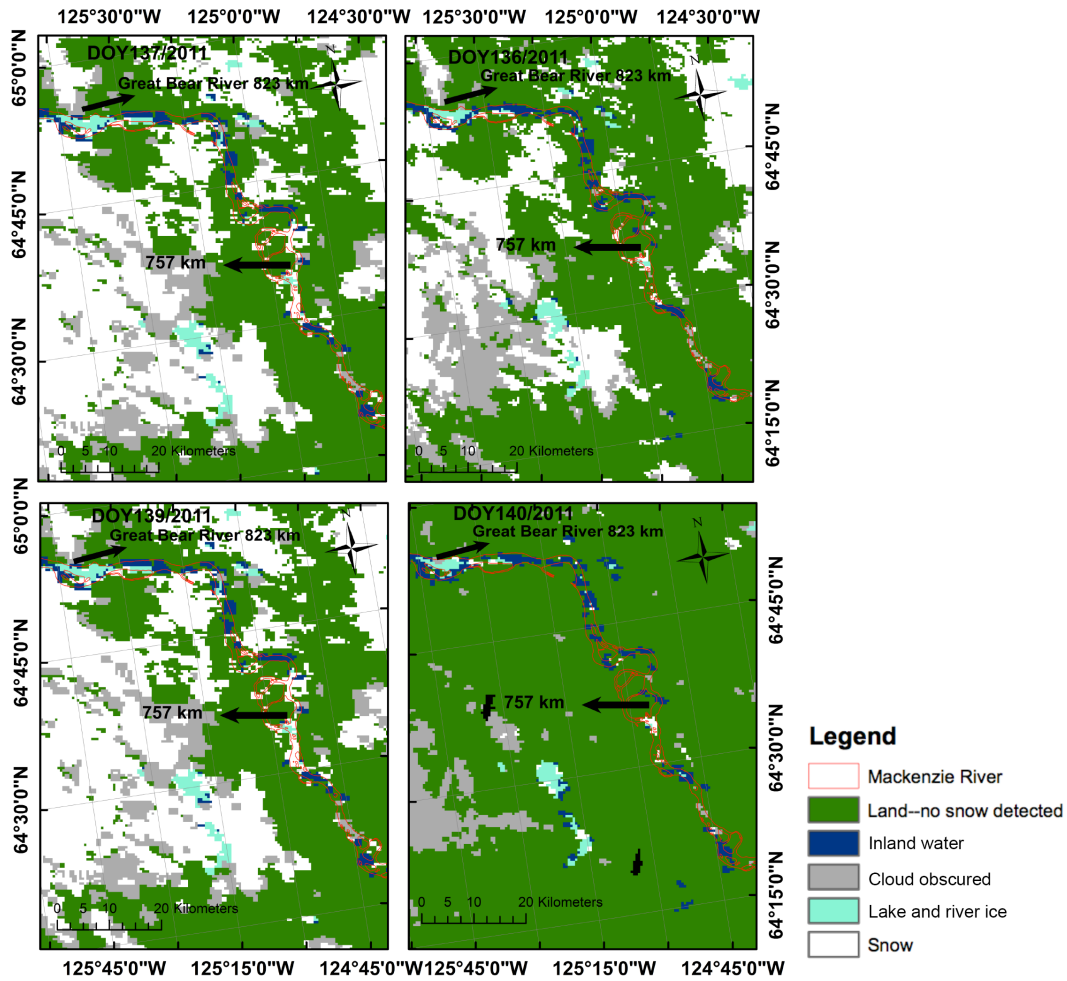 125°30'0"W 125°0'0"W 124°30'0"W
125°30'0"W 125°0'0"W 124°30'0"W
65°0'0"N
64°45'0"N
64°30'0"N
DOY137/2011
Great Bear River 823 km
N
757 km
0 5 10 20 Kilometers
DOY136/2011
Great Bear River 823 km
N
757 km
0 5 10 20 Kilometers
64°45'0"N
64°30'0"N
64°15'0"N
65°0'0"N
64°45'0"N
64°30'0"N
DOY139/2011
Great Bear River 823 km
N
757 km
0 5 10 20 Kilometers
DOY140/2011
Great Bear River 823 km
N
757 km
0 5 10 20 Kilometers
64°45'0"N
64°30'0"N
64°15'0"N
125°45'0"W 125°15'0"W 124°45'0"W
125°45'0"W 125°15'0"W 124°45'0"W
Legend
Mackenzie River
Land--no snow detected
Inland water
Cloud obscured
Lake and river ice
Snow